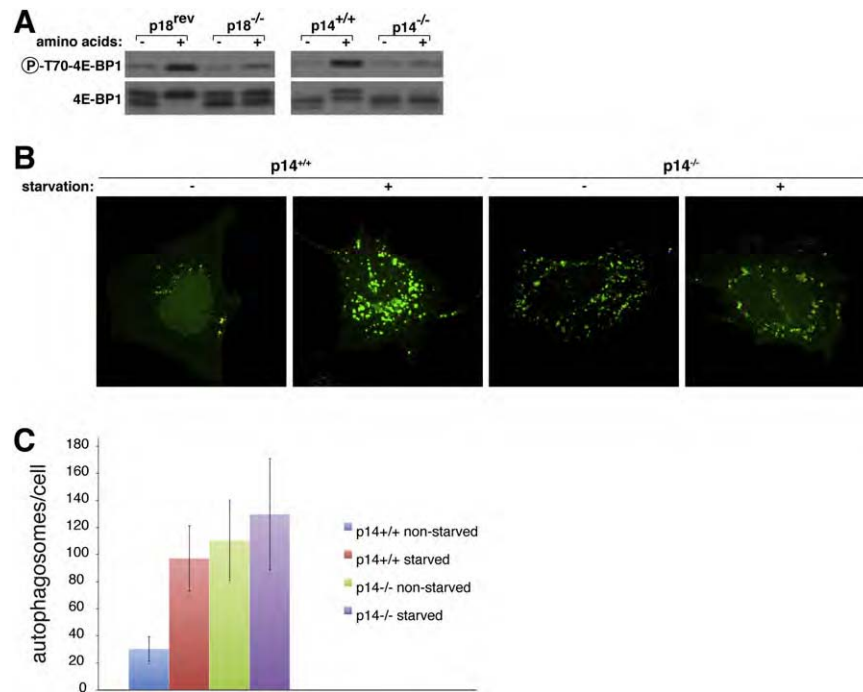 A
p18rev p18-/- p14+/+ p14-/-
amino acids: - + - + - + - +
Ⓟ-T70-4E-BP1
4E-BP1
B
p14+/+ p14-/-
starvation: - + - +
C
autophagosomes/cell
180
160
140
120
100
80
60
40
20
0
p14+/+ non-starved
p14+/+ starved
p14-/- non-starved
p14-/- starved